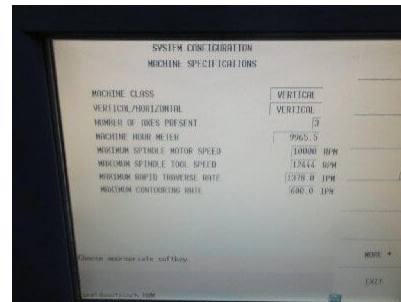 SYSTEM CONFIGURATION
MACHINE SPECIFICATIONS
MACHINE CLASS VERTICAL
VERTICAL/HORIZONTAL VERTICAL
NUMBER OF AXES PRESENT 3
MACHINE HOUR METER 9965.5
MAXIMUM SPINDLE MOTOR SPEED 10000 RPM
MAXIMUM SPINDLE TOOL SPEED 12444 RPM
MAXIMUM RAPID TRAVERSE RATE 1378.0 IPM
MAXIMUM CONTOURING RATE 600.0 IPM
Choose appropriate softkey
MORE
EXIT